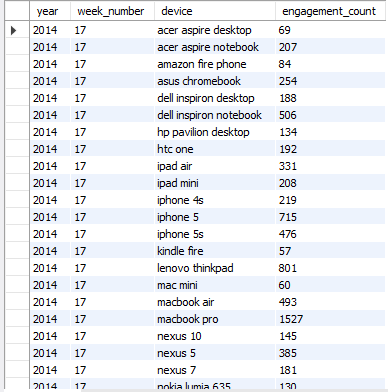 year week_number device engagement_count
2014 17 acer aspire desktop 69
2014 17 acer aspire notebook 207
2014 17 amazon fire phone 84
2014 17 asus chromebook 254
2014 17 dell inspiron desktop 188
2014 17 dell inspiron notebook 506
2014 17 hp pavilion desktop 134
2014 17 htc one 192
2014 17 ipad air 331
2014 17 ipad mini 208
2014 17 iphone 4s 219
2014 17 iphone 5 715
2014 17 iphone 5s 476
2014 17 kindle fire 57
2014 17 lenovo thinkpad 801
2014 17 mac mini 60
2014 17 macbook air 493
2014 17 macbook pro 1527
2014 17 nexus 10 145
2014 17 nexus 5 385
2014 17 nexus 7 181
2014 17 nokia lumia 635 130